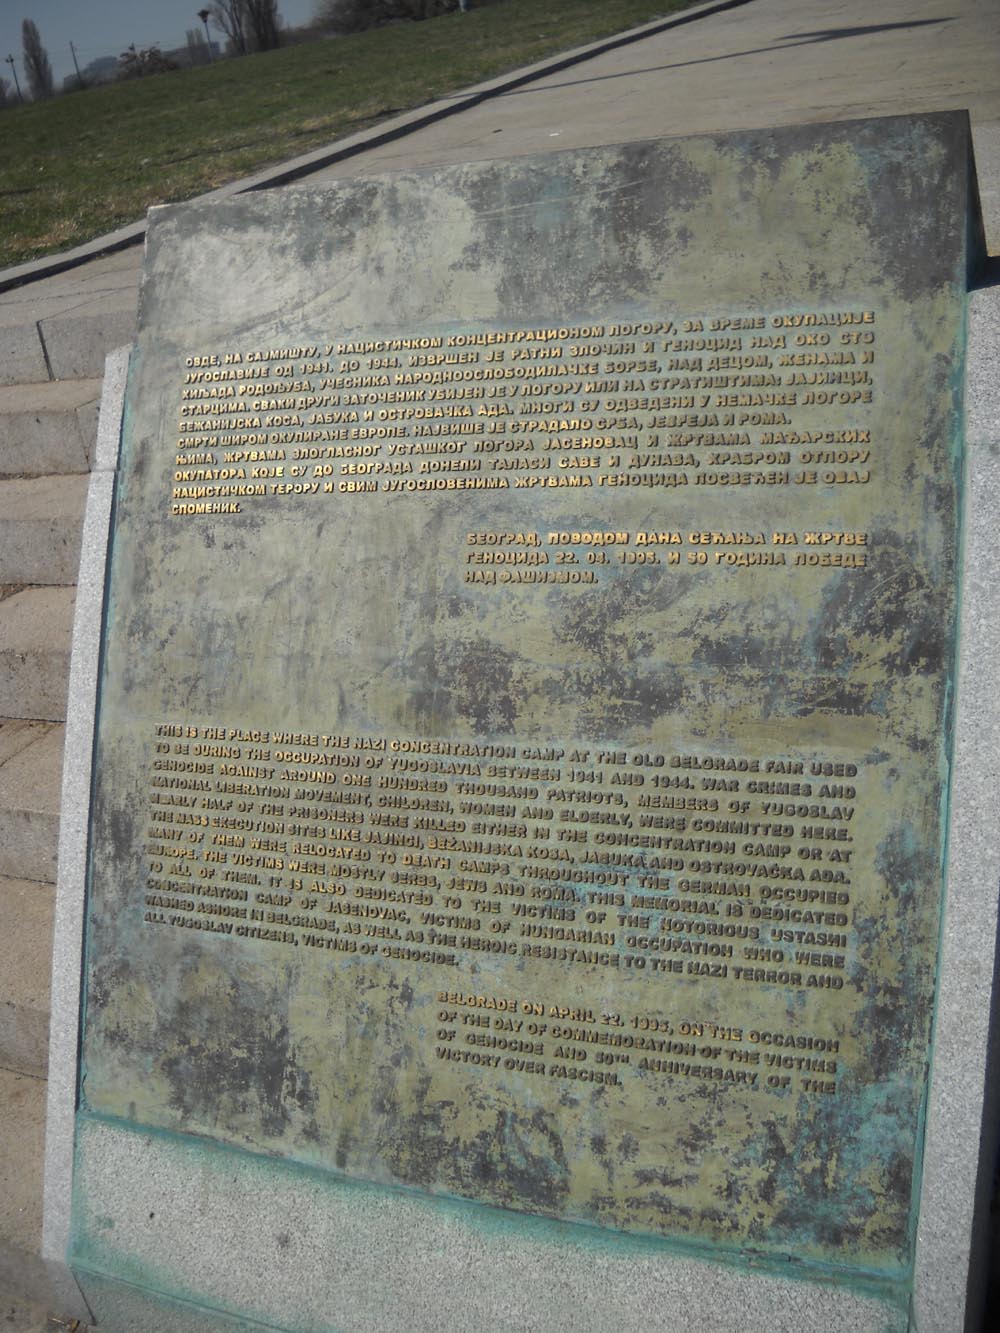 ОВДЕ, НА САЈМИШТУ, У НАЦИСТИЧКОМ КОНЦЕНТРАЦИОНОМ ЛОГОРУ, ЗА ВРЕМЕ ОКУПАЦИЈЕ
ЈУГОСЛАВИЈЕ ОД 1941. ДО 1944. ИЗВРШЕН ЈЕ РАТНИ ЗЛОЧИН И ГЕНОЦИД НАД ОКО СТО
ХИЉАДА РОДОЉУБА, УЧЕСНИКА НАРОДНООСЛОБОДИЛАЧКЕ БОРБЕ, НАД ДЕЦОМ, ЖЕНАМА И
СТАРЦИМА. СВАКИ ДРУГИ ЗАТОЧЕНИК УБИЈЕН ЈЕ У ЛОГОРУ ИЛИ НА СТРАТИШТИМА: ЈАЈИНЦИ,
БЕЖАНИЈСКА КОСА, ЈАБУКА И ОСТРОВАЧКА АДА. МНОГИ СУ ОДВЕДЕНИ У НЕМАЧКЕ ЛОГОРЕ
СМРТИ ШИРОМ ОКУПИРАНЕ ЕВРОПЕ. НАЈВИШЕ ЈЕ СТРАДАЛО СРБА, ЈЕВРЕЈА И РОМА.
ЊИМА, ЖРТВАМА ЗЛОГЛАСНОГ УСТАШКОГ ЛОГОРА ЈАСЕНОВАЦ И ЖРТВАМА МАЂАРСКИХ
ОКУПАТОРА КОЈЕ СУ ДО БЕОГРАДА ДОНЕЛИ ТАЛАСИ САВЕ И ДУНАВА, ХРАБРОМ ОТПОРУ
НАЦИСТИЧКОМ ТЕРОРУ И СВИМ ЈУГОСЛОВЕНИМА ЖРТВАМА ГЕНОЦИДА ПОСВЕЋЕН ЈЕ ОВАЈ
СПОМЕНИК.
БЕОГРАД, ПОВОДОМ ДАНА СЕЋАЊА НА ЖРТВЕ
ГЕНОЦИДА 22. 04. 1995. И 50 ГОДИНА ПОБЕДЕ
НАД ФАШИЗМОМ.
THIS IS THE PLACE WHERE THE NAZI CONCENTRATION CAMP AT THE OLD BELGRADE FAIR USED
TO BE DURING THE OCCUPATION OF YUGOSLAVIA BETWEEN 1941 AND 1944. WAR CRIMES AND
GENOCIDE AGAINST AROUND ONE HUNDRED THOUSAND PATRIOTS, MEMBERS OF YUGOSLAV
NATIONAL LIBERATION MOVEMENT, CHILDREN, WOMEN AND ELDERLY, WERE COMMITTED HERE.
NEARLY HALF OF THE PRISONERS WERE KILLED EITHER IN THE CONCENTRATION CAMP OR AT
THE MASS EXECUTION SITES LIKE JAJINCI, BEŽANIJSKA KOSA, JABUKA AND OSTROVAČKA ADA.
MANY OF THEM WERE RELOCATED TO DEATH CAMPS THROUGHOUT THE GERMAN OCCUPIED
EUROPE. THE VICTIMS WERE MOSTLY SERBS, JEWS AND ROMA. THIS MEMORIAL IS DEDICATED
TO ALL OF THEM. IT IS ALSO DEDICATED TO THE VICTIMS OF THE NOTORIOUS USTASHI
CONCENTRATION CAMP OF JASENOVAC, VICTIMS OF HUNGARIAN OCCUPATION WHO WERE
WASHED ASHORE IN BELGRADE, AS WELL AS THE HEROIC RESISTANCE TO THE NAZI TERROR AND
ALL YUGOSLAV CITIZENS, VICTIMS OF GENOCIDE.
BELGRADE ON APRIL 22. 1995, ON THE OCCASION
OF THE DAY OF COMMEMORATION OF THE VICTIMS
OF GENOCIDE AND 50TH ANNIVERSARY OF THE
VICTORY OVER FASCISM.